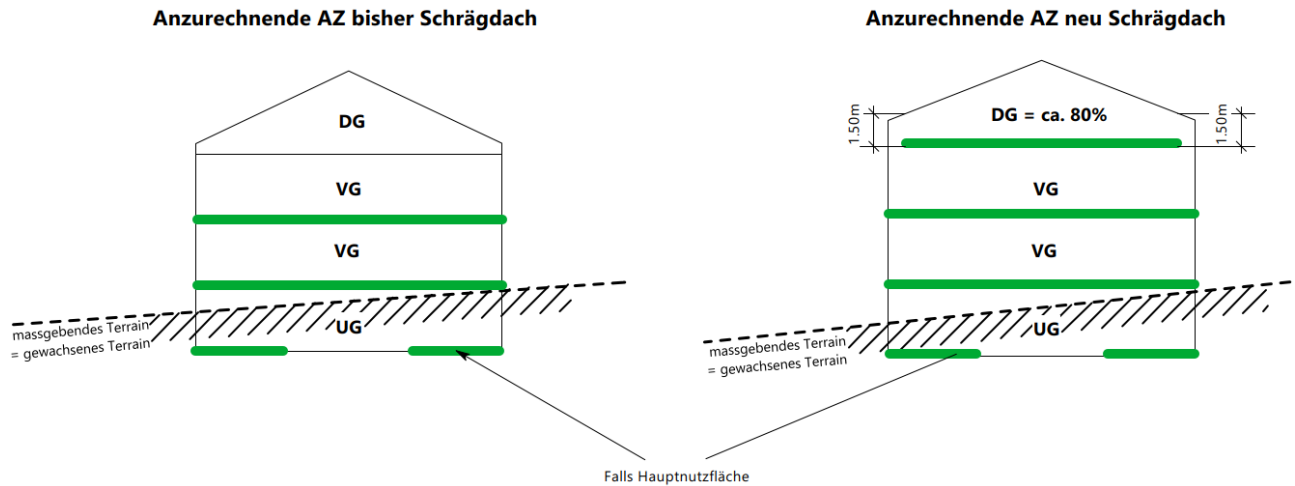 Anzurechnende AZ bisher Schrägdach
DG
VG
VG
UG
massgebendes Terrain
= gewachsenes Terrain
Anzurechnende AZ neu Schrägdach
1.50m
DG = ca. 80%
1.50m
VG
VG
UG
massgebendes Terrain
= gewachsenes Terrain
Falls Hauptnutzfläche